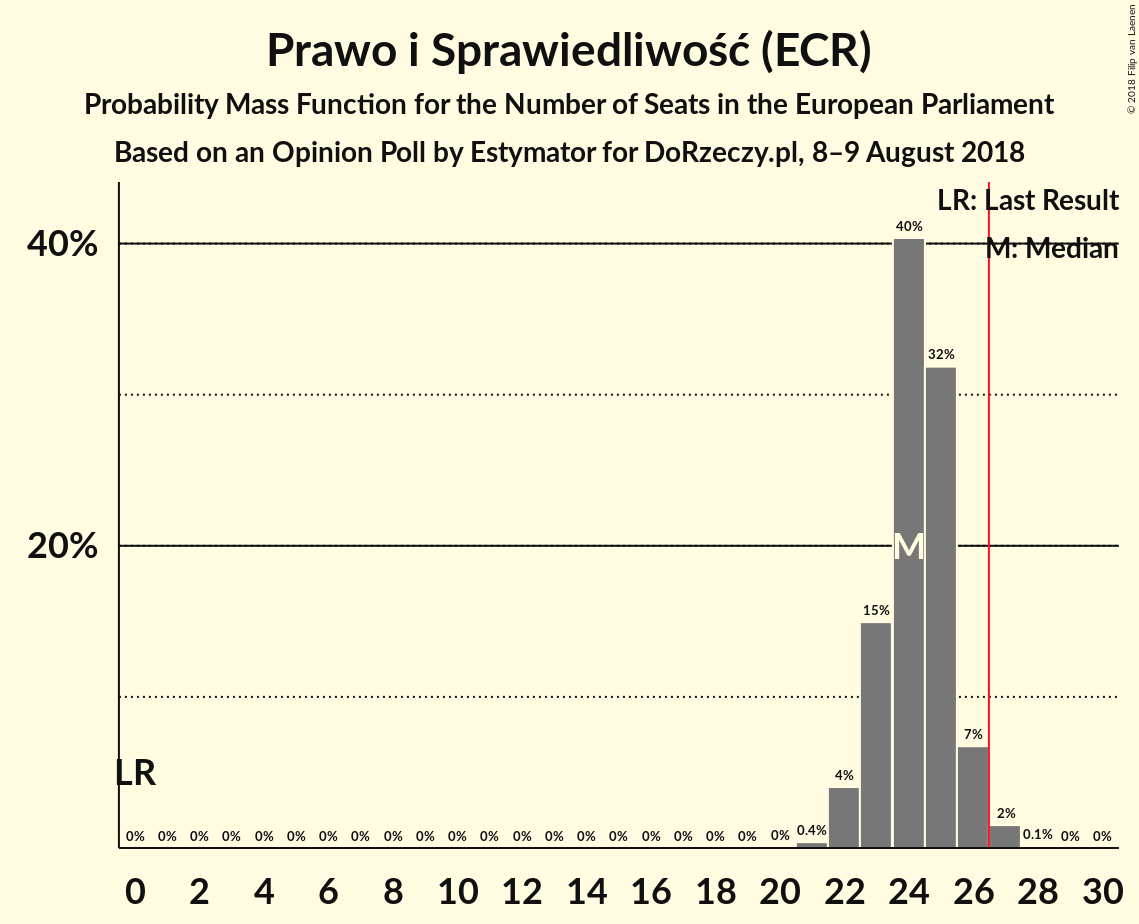 Prawo i Sprawiedliwość (ECR)
Probability Mass Function for the Number of Seats in the European Parliament
Based on an Opinion Poll by Estymator for DoRzeczy.pl, 8–9 August 2018
© 2018 Filip van Laenen
LR: Last Result
M: Median
40%
20%
40%
32%
15%
7%
4%
2%
LR
M
0% 0% 0% 0% 0% 0% 0% 0% 0% 0% 0% 0% 0% 0% 0% 0% 0% 0% 0% 0% 0% 0.4% 0.1% 0% 0%
0 2 4 6 8 10 12 14 16 18 20 22 24 26 28 30